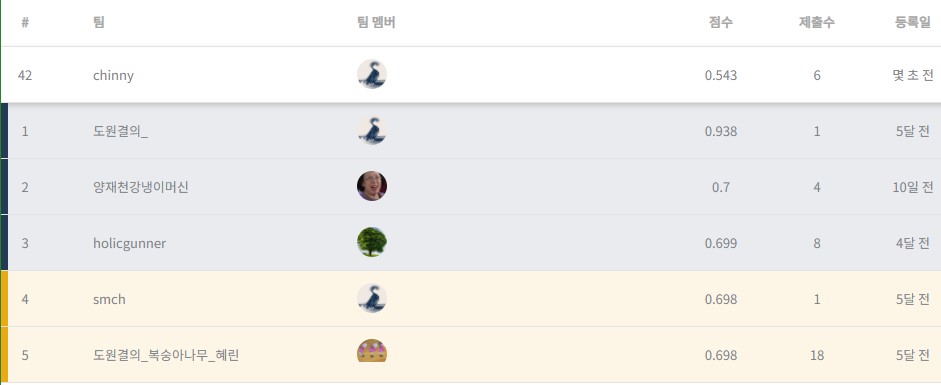 # 팀 팀 멤버 점수 제출수 등록일
42 chinny 0.543 6 몇 초 전
1 도원결의_ 0.938 1 5달 전
2 양재천강냉이머신 0.7 4 10일 전
3 holicgunner 0.699 8 4달 전
4 smch 0.698 1 5달 전
5 도원결의_복숭아나무_혜린 0.698 18 5달 전